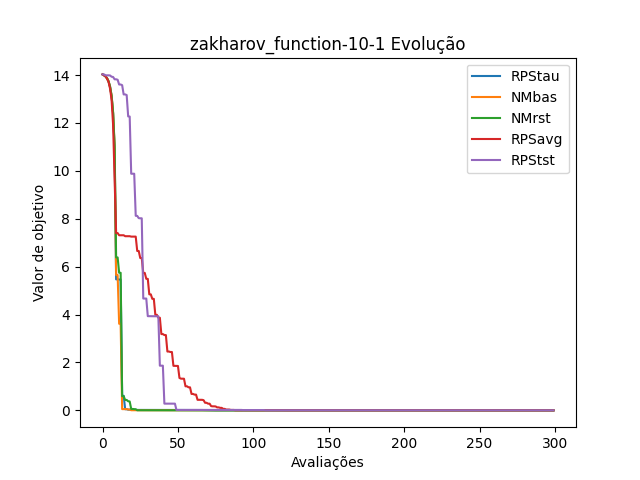 zakharov_function-10-1 Evolução
RPStau
NMbas
NMrst
RPSavg
RPStst
Valor de objetivo
14
12
10
8
6
4
2
0
0 50 100 150 200 250 300
Avaliações